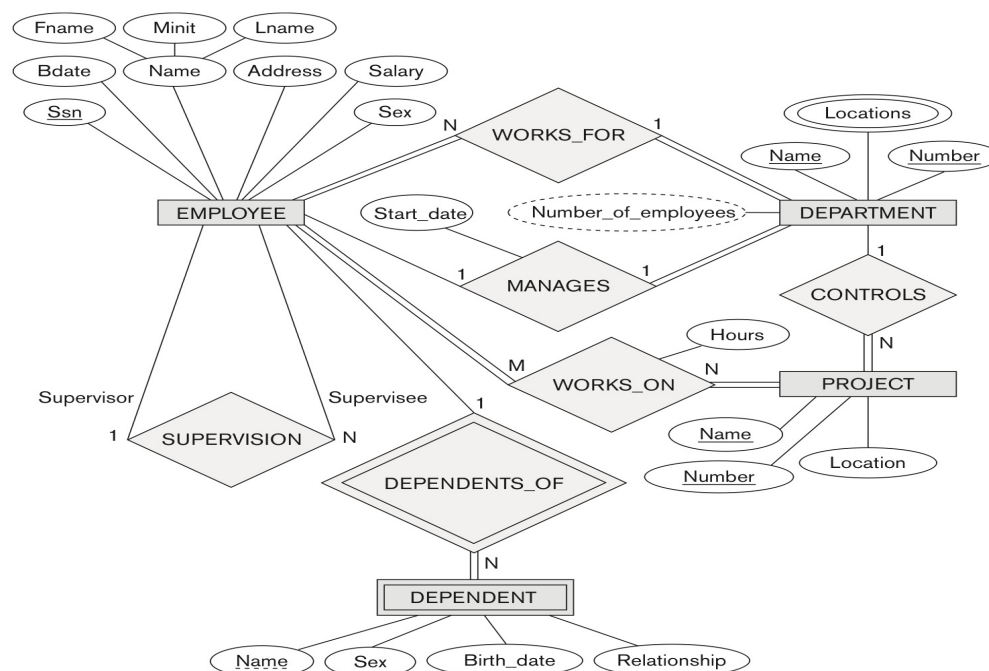 Fname Minit Lname
Bdate Name Address Salary
Ssn Sex
N WORKS_FOR 1
Locations
Name Number
EMPLOYEE Start_date Number_of_employees DEPARTMENT
1 MANAGES 1
1
CONTROLS
N
Hours
M WORKS_ON N
PROJECT
Supervisor Supervisee
1 SUPERVISION N
1
Name
Number Location
DEPENDENTS_OF
N
DEPENDENT
Name Sex Birth_date Relationship